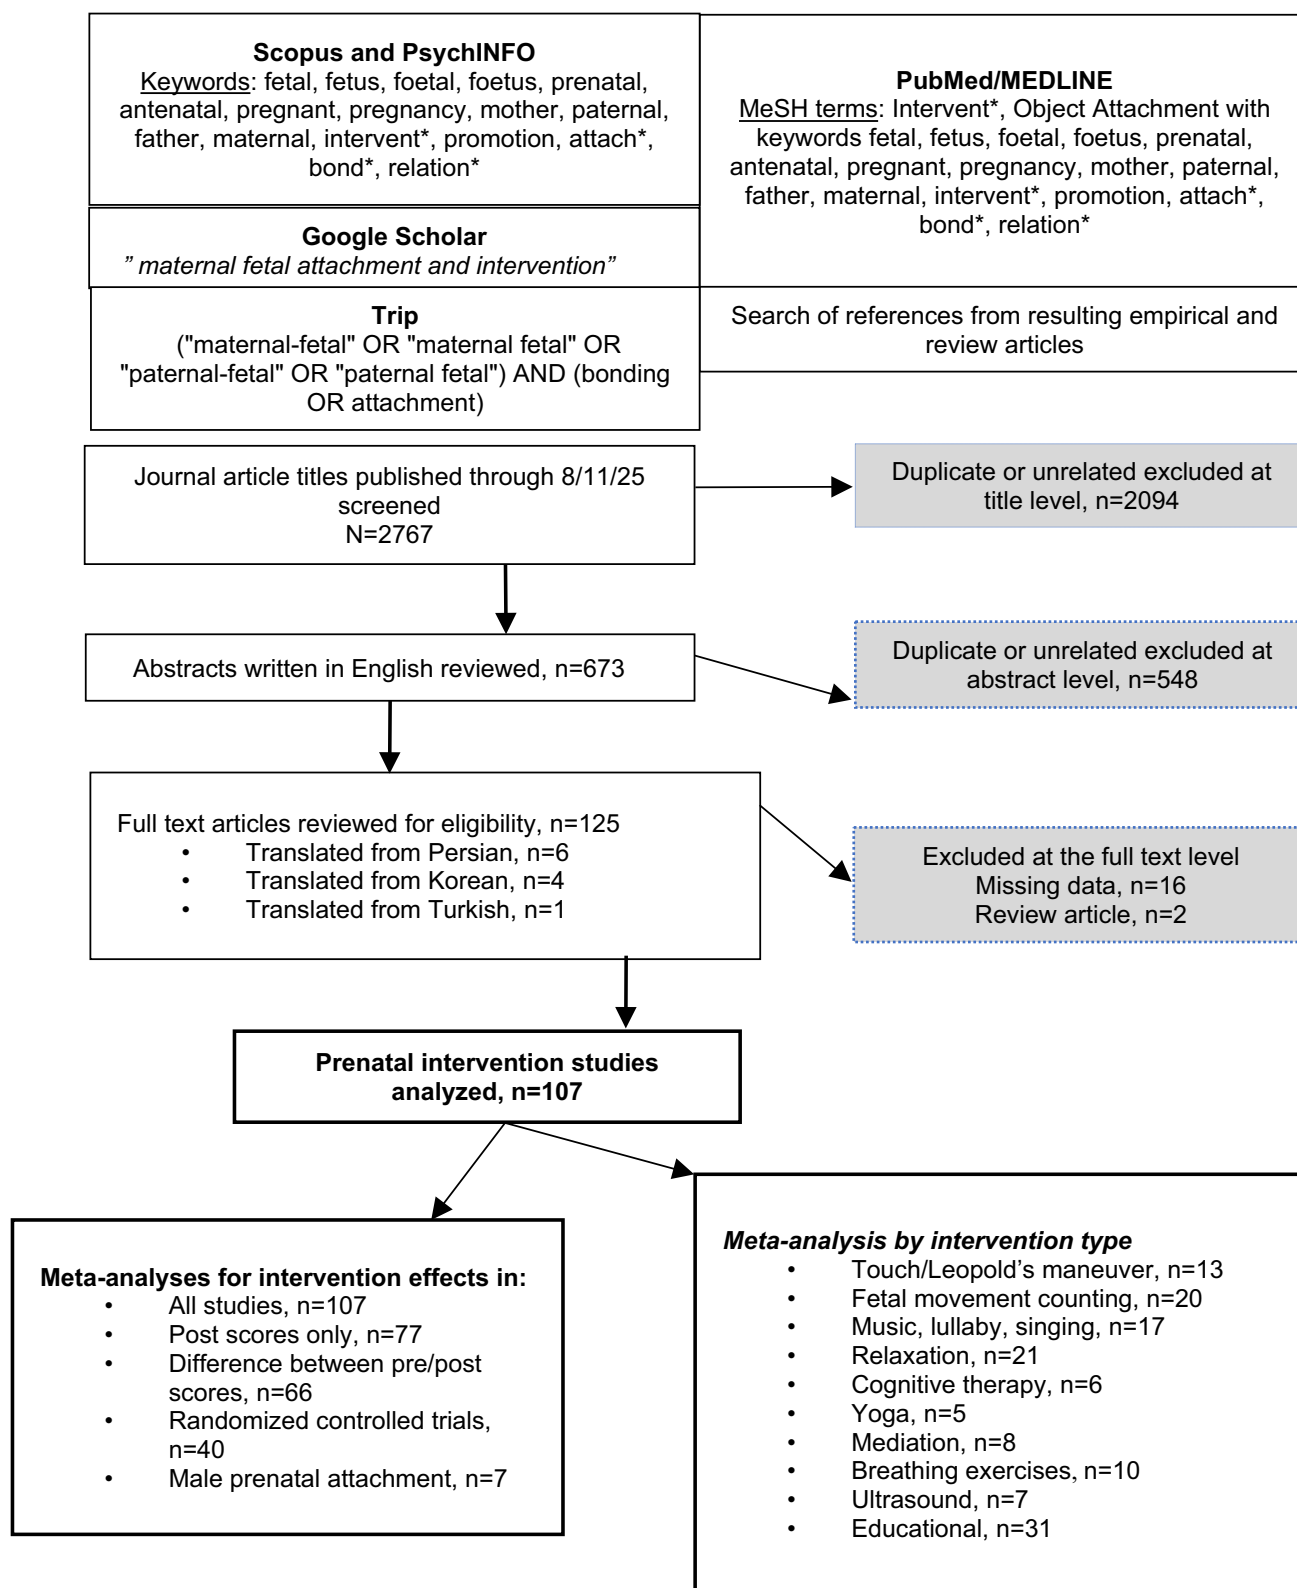 Scopus and PsychINFO
Keywords: fetal, fetus, foetal, foetus, prenatal,
antenatal, pregnant, pregnancy, mother, paternal,
father, maternal, intervent*, promotion, attach*,
bond*, relation*
PubMed/MEDLINE
MeSH terms: Intervent*, Object Attachment with
keywords fetal, fetus, foetal, foetus, prenatal,
antenatal, pregnant, pregnancy, mother, paternal,
father, maternal, intervent*, promotion, attach*,
bond*, relation*
Google Scholar
” maternal fetal attachment and intervention”
Trip
("maternal-fetal" OR "maternal fetal" OR
"paternal-fetal" OR "paternal fetal") AND (bonding
OR attachment)
Search of references from resulting empirical and
review articles
Journal article titles published through 8/11/25
screened
N=2767
Duplicate or unrelated excluded at
title level, n=2094
Abstracts written in English reviewed, n=673
Duplicate or unrelated excluded at
abstract level, n=548
Full text articles reviewed for eligibility, n=125
• Translated from Persian, n=6
• Translated from Korean, n=4
• Translated from Turkish, n=1
Excluded at the full text level
Missing data, n=16
Review article, n=2
Prenatal intervention studies
analyzed, n=107
Meta-analyses for intervention effects in:
• All studies, n=107
• Post scores only, n=77
• Difference between pre/post
scores, n=66
• Randomized controlled trials,
n=40
• Male prenatal attachment, n=7
Meta-analysis by intervention type
• Touch/Leopold’s maneuver, n=13
• Fetal movement counting, n=20
• Music, lullaby, singing, n=17
• Relaxation, n=21
• Cognitive therapy, n=6
• Yoga, n=5
• Mediation, n=8
• Breathing exercises, n=10
• Ultrasound, n=7
• Educational, n=31